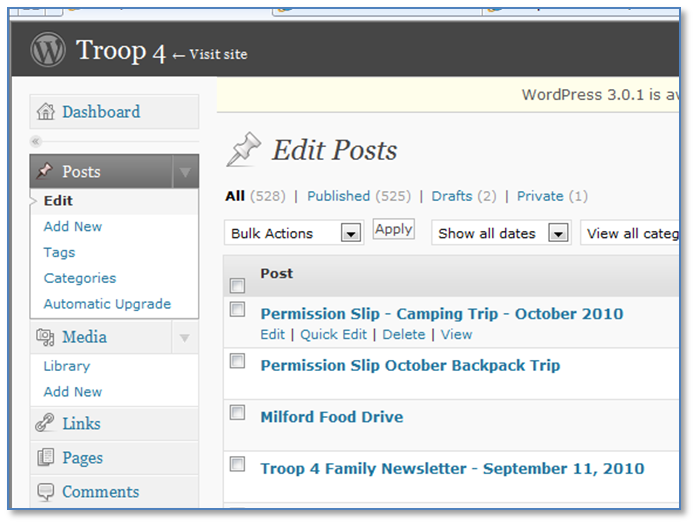 Troop 4 ← Visit site
WordPress 3.0.1 is av
Dashboard
Posts
Edit
Add New
Tags
Categories
Automatic Upgrade
Media
Library
Add New
Links
Pages
Comments
Edit Posts
All (528) | Published (525) | Drafts (2) | Private (1)
Bulk Actions Apply Show all dates View all categ
Post
Permission Slip - Camping Trip - October 2010
Edit | Quick Edit | Delete | View
Permission Slip October Backpack Trip
Milford Food Drive
Troop 4 Family Newsletter - September 11, 2010